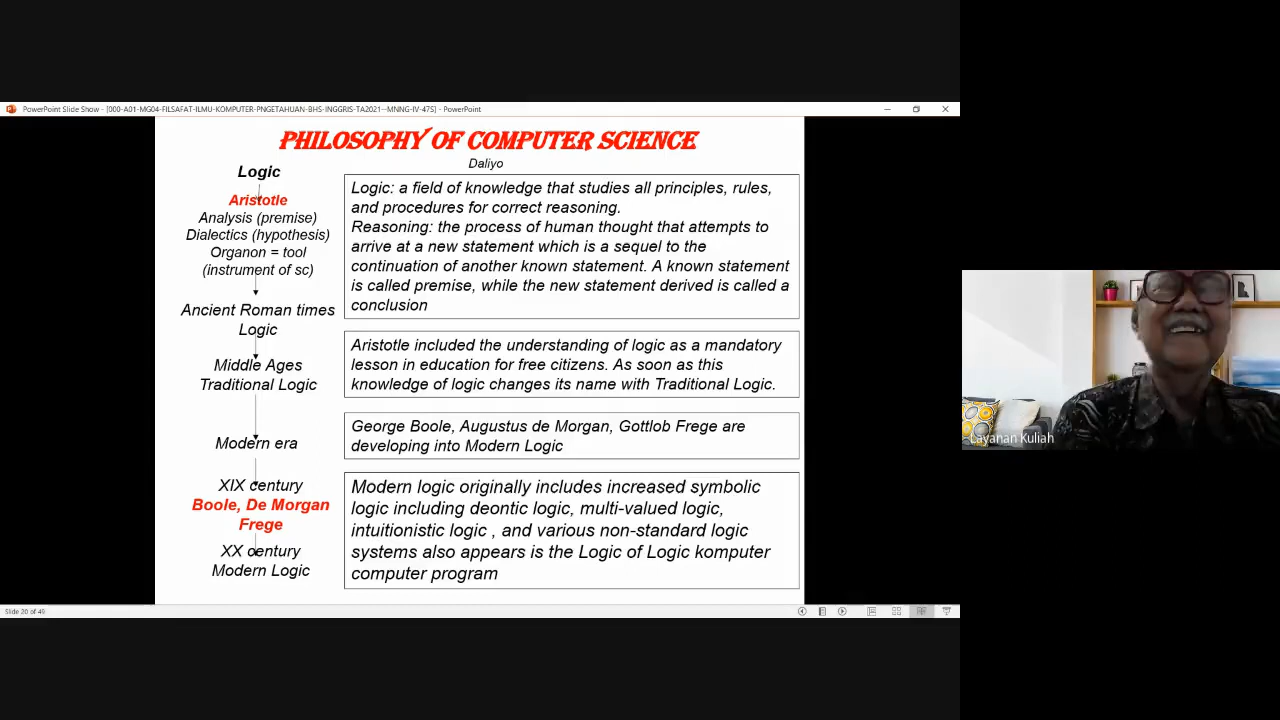 PowerPoint Slide Show - [000-A01-MG04-FILSAFAT-ILMU-KOMPUTER-PNGETAHUAN-BHS-INGGRIS-TA2021--MNNG-IV-475] - PowerPoint
PHILOSOPHY OF COMPUTER SCIENCE
Daliyo
Logic
Aristotle
Analysis (premise)
Dialectics (hypothesis)
Organon = tool
(instrument of sc)
Ancient Roman times
Logic
Middle Ages
Traditional Logic
Modern era
XIX century
Boole, De Morgan
Frege
XX century
Modern Logic
Logic: a field of knowledge that studies all principles, rules,
and procedures for correct reasoning.
Reasoning: the process of human thought that attempts to
arrive at a new statement which is a sequel to the
continuation of another known statement. A known statement
is called premise, while the new statement derived is called a
conclusion
Aristotle included the understanding of logic as a mandatory
lesson in education for free citizens. As soon as this
knowledge of logic changes its name with Traditional Logic.
George Boole, Augustus de Morgan, Gottlob Frege are
developing into Modern Logic
Modern logic originally includes increased symbolic
logic including deontic logic, multi-valued logic,
intuitionistic logic , and various non-standard logic
systems also appears is the Logic of Logic komputer
computer program
Slide 20 of 49
Layanan Kuliah